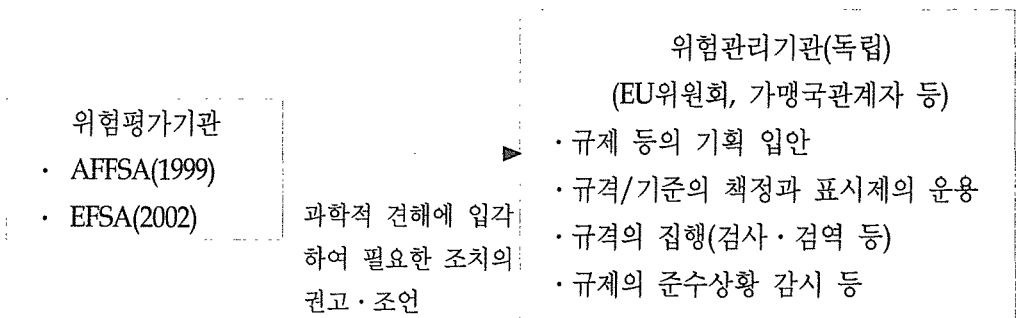 위험평가기관
· AFFSA(1999)
· EFSA(2002)
과학적 견해에 입각
하여 필요한 조치의
권고 · 조언
위험관리기관(독립)
(EU위원회, 가맹국관계자 등)
· 규제 등의 기획 입안
· 규격/기준의 책정과 표시제의 운용
· 규격의 집행(검사 · 검역 등)
· 규제의 준수상황 감시 등